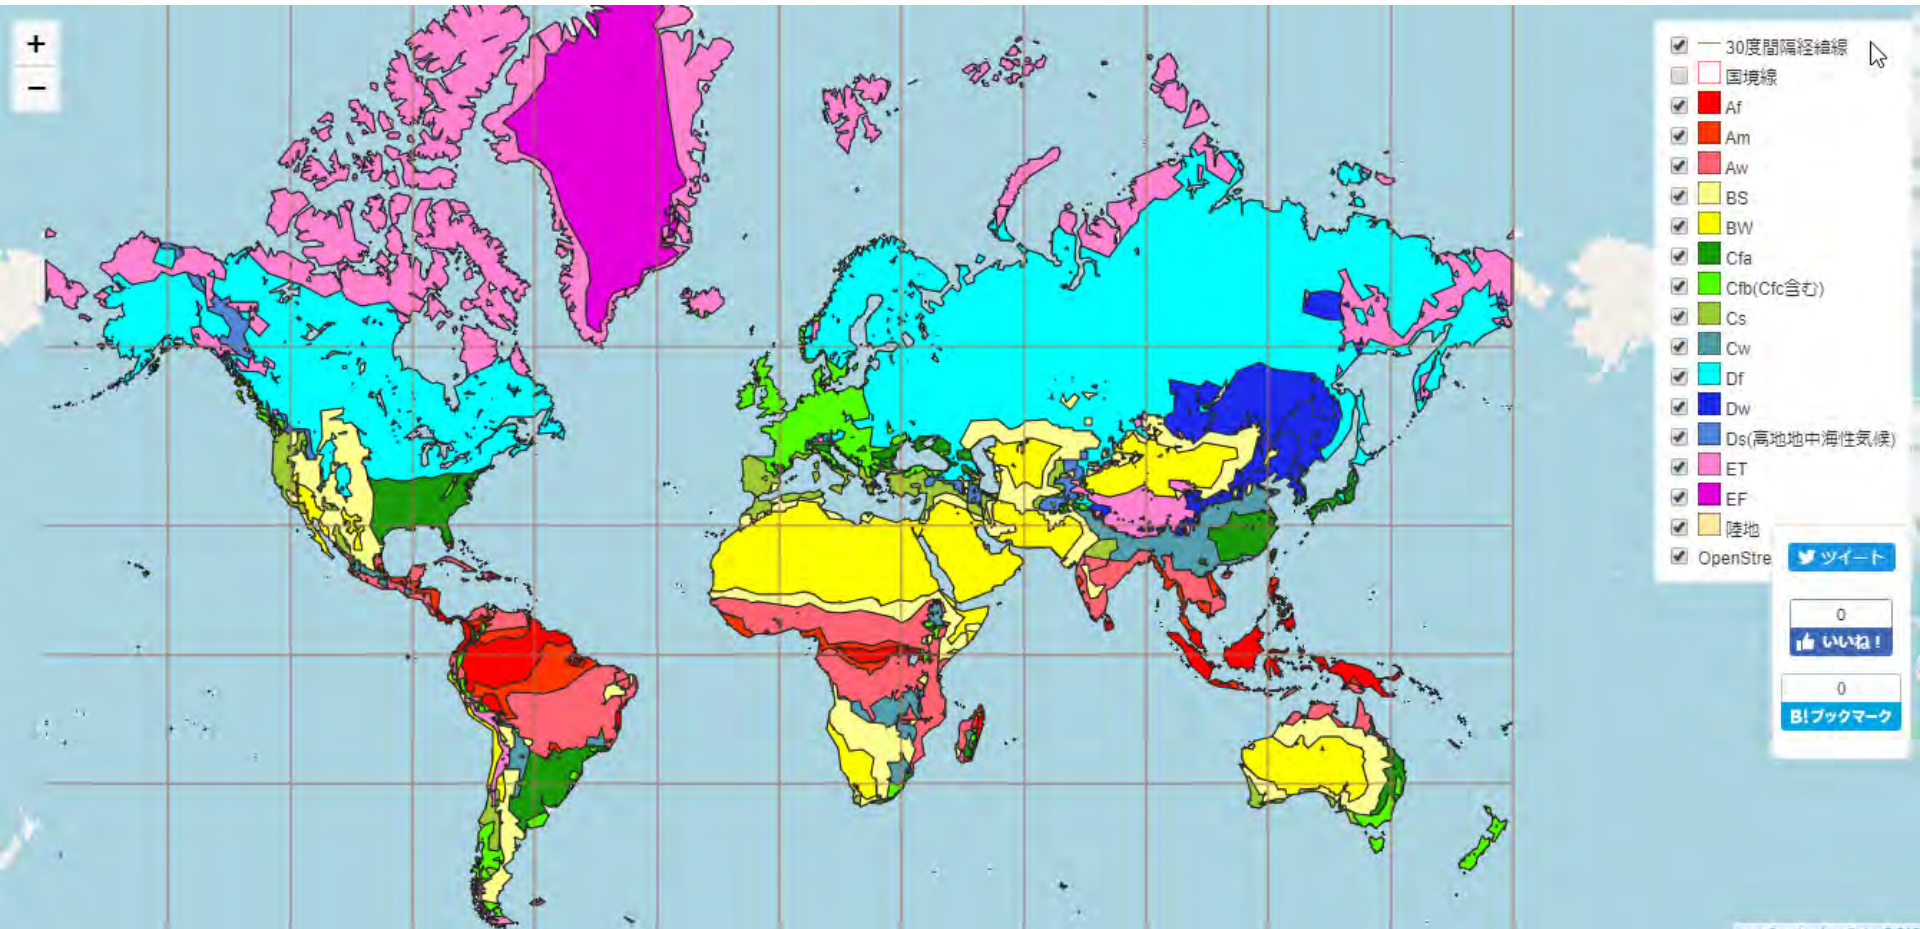 +
−
30度間隔経緯線
国境線
Af
Am
Aw
BS
BW
Cfa
Cfb(Cfc含む)
Cs
Cw
Df
Dw
Ds(高地地中海性気候)
ET
EF
陸地
OpenStre
ツイート
0
いいね！
0
B!ブックマーク